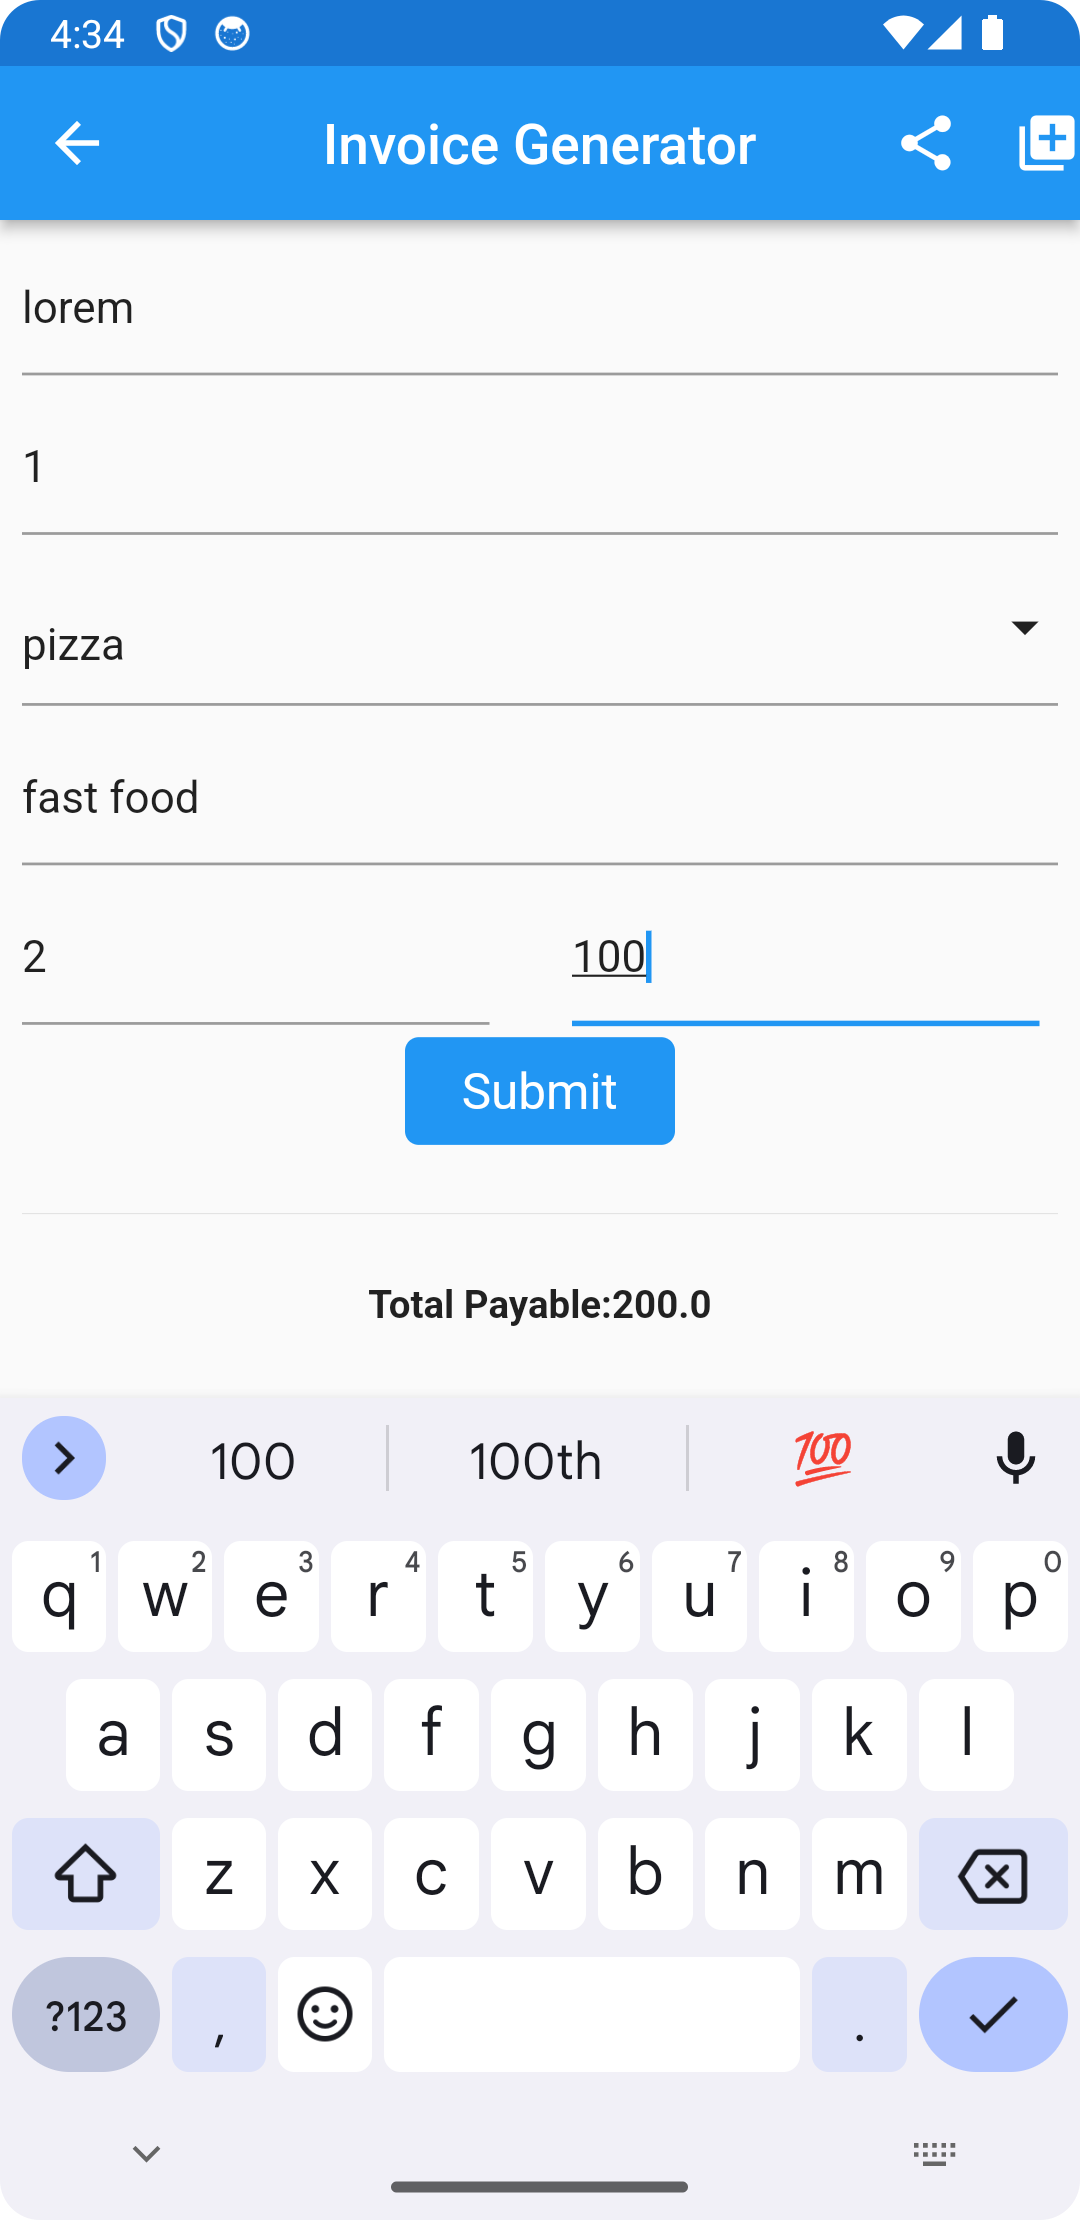 4:34
Invoice Generator
lorem
1
pizza
fast food
2 100
Submit
Total Payable:200.0
100 100th 💯
q1 w2 e3 r4 t5 y6 u7 i8 o9 p0
a s d f g h j k l
z x c v b n m
?123 , .